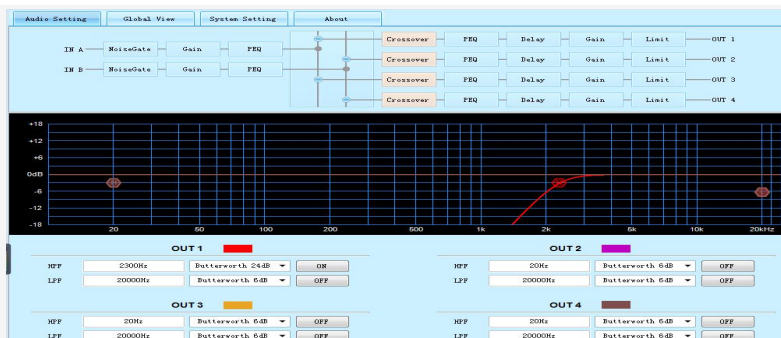 Audio Setting Global View System Setting About
Crossover PEQ Delay Gain Limit OUT 1
IN A NoiseGate Gain PEQ
Crossover PEQ Delay Gain Limit OUT 2
IN B NoiseGate Gain PEQ
Crossover PEQ Delay Gain Limit OUT 3
Crossover PEQ Delay Gain Limit OUT 4
+18
+12
+6
0dB
-6
-12
-18
20 50 100 200 500 1k 2k 5k 10k 20kHz
OUT 1 OUT 2
HPF 2300Hz Butterworth 24dB ON HPF 20Hz Butterworth 6dB OFF
LPF 20000Hz Butterworth 6dB OFF LPF 20000Hz Butterworth 6dB OFF
OUT 3 OUT 4
HPF 20Hz Butterworth 6dB OFF HPF 20Hz Butterworth 6dB OFF
LPF 20000Hz Butterworth 6dB OFF LPF 20000Hz Butterworth 6dB OFF